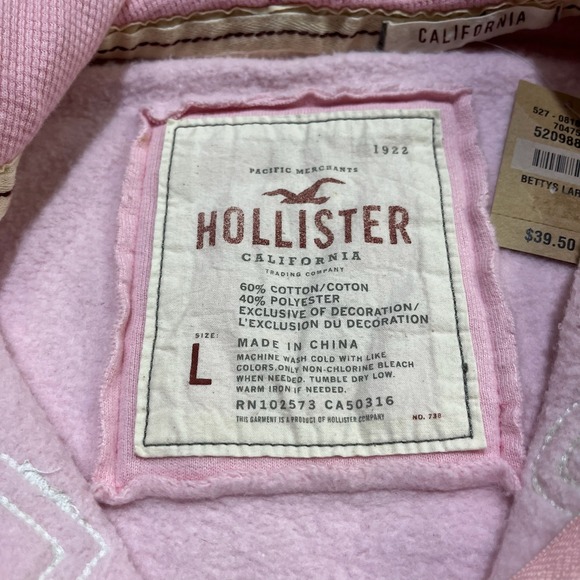 CALIFORNIA
L
1922
PACIFIC MERCHANTS
HOLLISTER
CALIFORNIA
TRADING COMPANY
60% COTTON/COTON
40% POLYESTER
EXCLUSIVE OF DECORATION/
L'EXCLUSION DU DECORATION
SIZE:
L
MADE IN CHINA
MACHINE WASH COLD WITH LIKE
COLORS, ONLY NON-CHLORINE BLEACH
WHEN NEEDED. TUMBLE DRY LOW.
WARM IRON IF NEEDED.
RN102573 CA50316
THIS GARMENT IS A PRODUCT OF HOLLISTER COMPANY
NO. 738
BETTYS LAR
$39.50